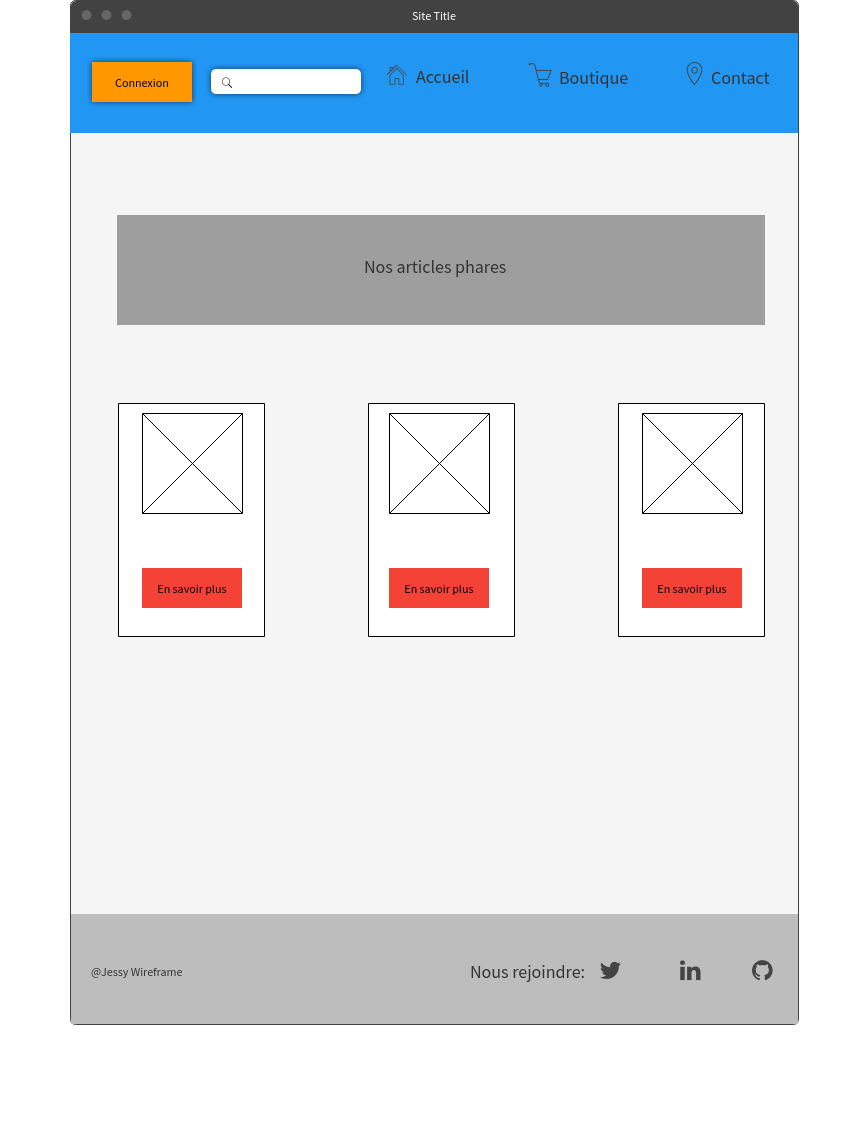 Site Title
Connexion
Accueil
Boutique
Contact
Nos articles phares
En savoir plus
En savoir plus
En savoir plus
@Jessy Wireframe
Nous rejoindre:
in